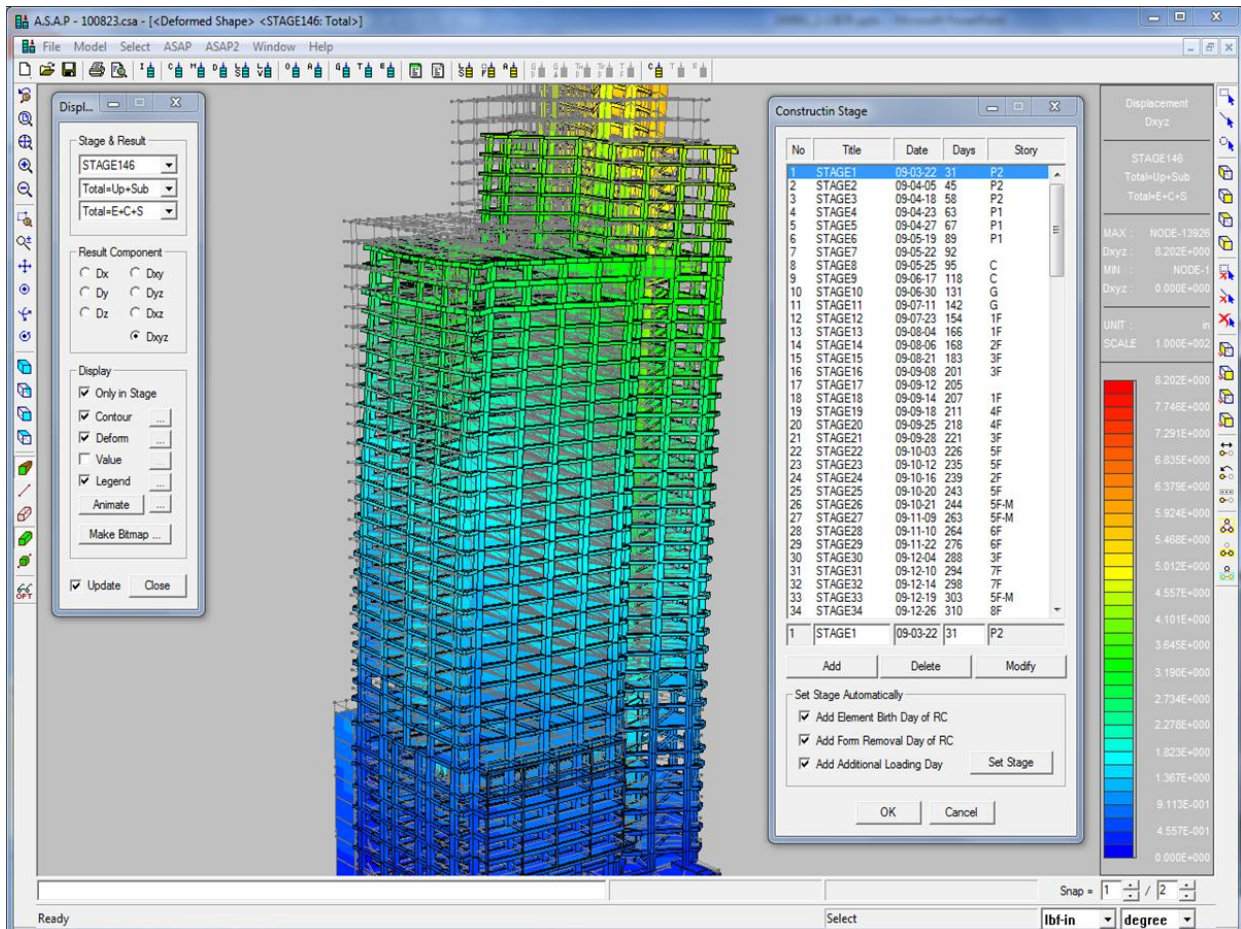 A.S.A.P - 100823.csa - [<Deformed Shape> <STAGE146: Total>]
File Model Select ASAP ASAP2 Window Help
Displ...
Stage & Result
STAGE146
Total=Up+Sub
Total=E+C+S
Result Component
Dx Dxy
Dy Dyz
Dz Dxz
Dxyz
Display
Only in Stage
Contour ...
Deform ...
Value ...
Legend ...
Animate ...
Make Bitmap ...
Update Close
OPT
Constructin Stage
No Title Date Days Story
1 STAGE1 09-03-22 31 P2
2 STAGE2 09-04-05 45 P2
3 STAGE3 09-04-18 58 P2
4 STAGE4 09-04-23 63 P1
5 STAGE5 09-04-27 67 P1
6 STAGE6 09-05-19 89 P1
7 STAGE7 09-05-22 92
8 STAGE8 09-05-25 95 C
9 STAGE9 09-06-17 118 C
10 STAGE10 09-06-30 131 G
11 STAGE11 09-07-11 142 G
12 STAGE12 09-07-23 154 1F
13 STAGE13 09-08-04 166 1F
14 STAGE14 09-08-06 168 2F
15 STAGE15 09-08-21 183 3F
16 STAGE16 09-09-08 201 3F
17 STAGE17 09-09-12 205
18 STAGE18 09-09-14 207 1F
19 STAGE19 09-09-18 211 4F
20 STAGE20 09-09-25 218 4F
21 STAGE21 09-09-28 221 3F
22 STAGE22 09-10-03 226 5F
23 STAGE23 09-10-12 235 5F
24 STAGE24 09-10-16 239 2F
25 STAGE25 09-10-20 243 5F
26 STAGE26 09-10-21 244 5F-M
27 STAGE27 09-11-09 263 5F-M
28 STAGE28 09-11-10 264 6F
29 STAGE29 09-11-22 276 6F
30 STAGE30 09-12-04 288 3F
31 STAGE31 09-12-10 294 7F
32 STAGE32 09-12-14 298 7F
33 STAGE33 09-12-19 303 5F-M
34 STAGE34 09-12-26 310 8F
1 STAGE1 09-03-22 31 P2
Add Delete Modify
Set Stage Automatically
Add Element Birth Day of RC
Add Form Removal Day of RC
Add Additional Loading Day Set Stage
OK Cancel
Displacement
Dxyz
STAGE146
Total=Up+Sub
Total=E+C+S
MAX : NODE-13926
Dxyz : 8.202E+000
MIN : NODE-1
Dxyz : 0.000E+000
UNIT : in
SCALE 1.000E+002
8.202E+000
7.746E+000
7.291E+000
6.835E+000
6.379E+000
5.924E+000
5.468E+000
5.012E+000
4.557E+000
4.101E+000
3.645E+000
3.190E+000
2.734E+000
2.278E+000
1.823E+000
1.367E+000
9.113E-001
4.557E-001
0.000E+000
Snap = 1 / 2
Ready Select lbf-in degree